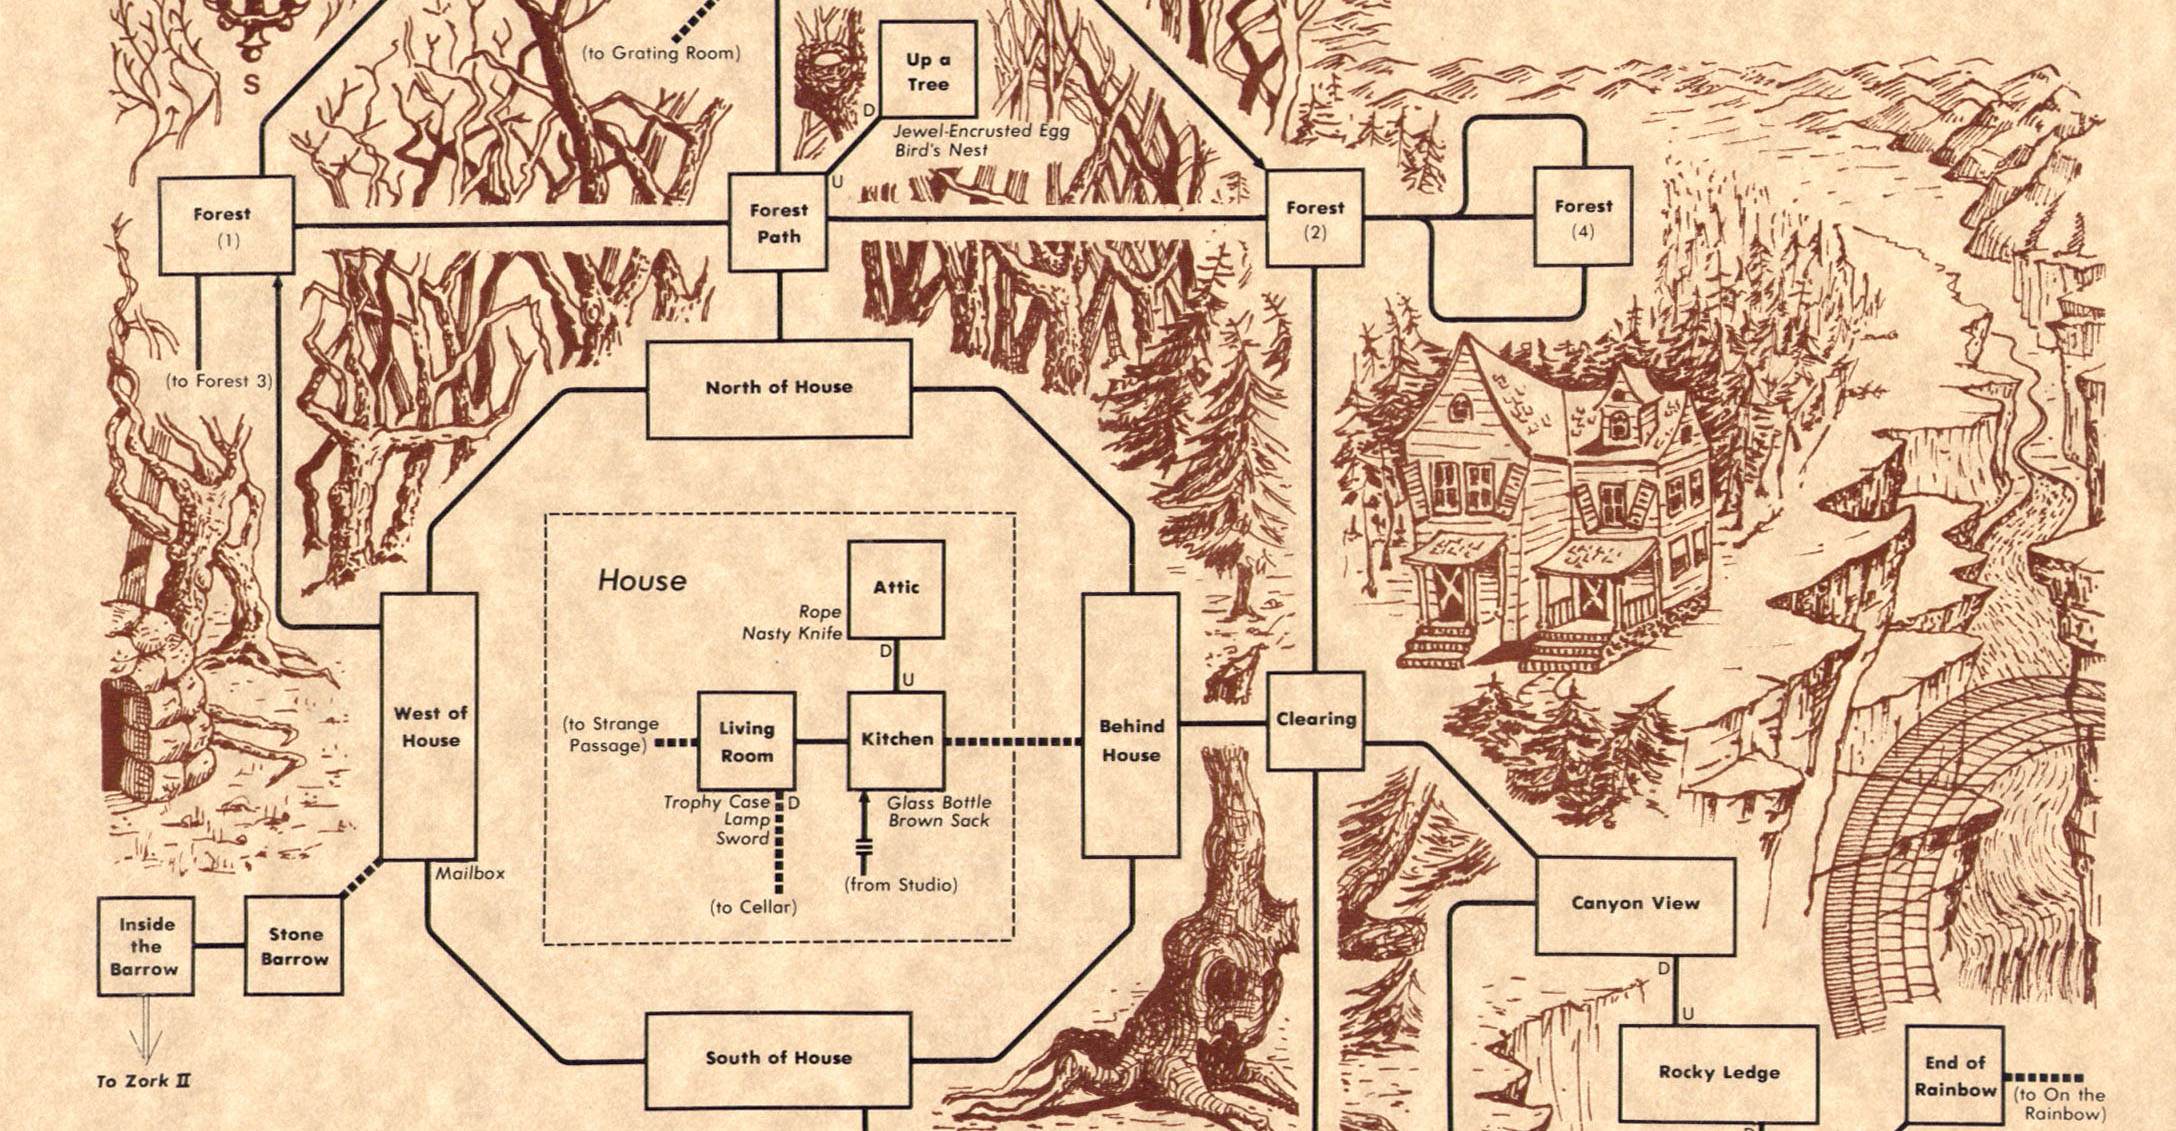 S
(to Grating Room)
Up a
Tree
D
Jewel-Encrusted Egg
Bird's Nest
U
Forest
(1)
Forest
Path
Forest
(2)
Forest
(4)
(to Forest 3)
North of House
House
Attic
Rope
Nasty Knife
D
U
West of
House
(to Strange
Passage)
Living
Room
Kitchen
Behind
House
Clearing
Trophy Case
Lamp
Sword
D
Glass Bottle
Brown Sack
(from Studio)
(to Cellar)
Mailbox
Inside
the
Barrow
Stone
Barrow
To Zork II
South of House
Canyon View
D
U
Rocky Ledge
End of
Rainbow
(to On the
Rainbow)